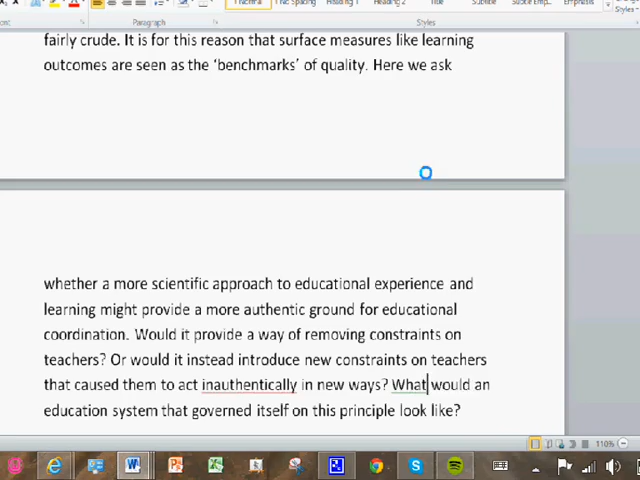 1 Normal
1 No Spacing
Heading 1
Heading 2
Title
Subtitle
Subtle Em...
Emphasis
Paragraph
Styles
fairly crude. It is for this reason that surface measures like learning
outcomes are seen as the ‘benchmarks’ of quality. Here we ask
whether a more scientific approach to educational experience and
learning might provide a more authentic ground for educational
coordination. Would it provide a way of removing constraints on
teachers? Or would it instead introduce new constraints on teachers
that caused them to act inauthentically in new ways? What would an
education system that governed itself on this principle look like?
110%